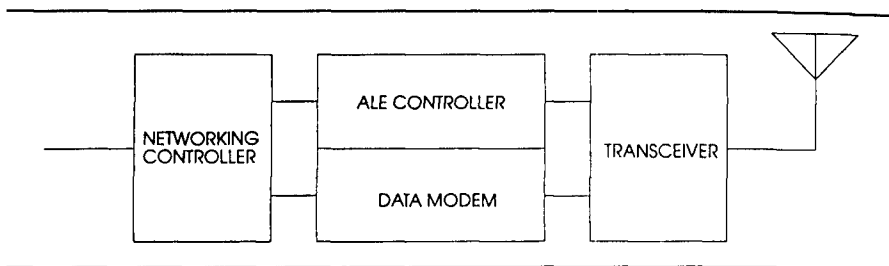 NETWORKING
CONTROLLER
ALE CONTROLLER
DATA MODEM
TRANSCEIVER